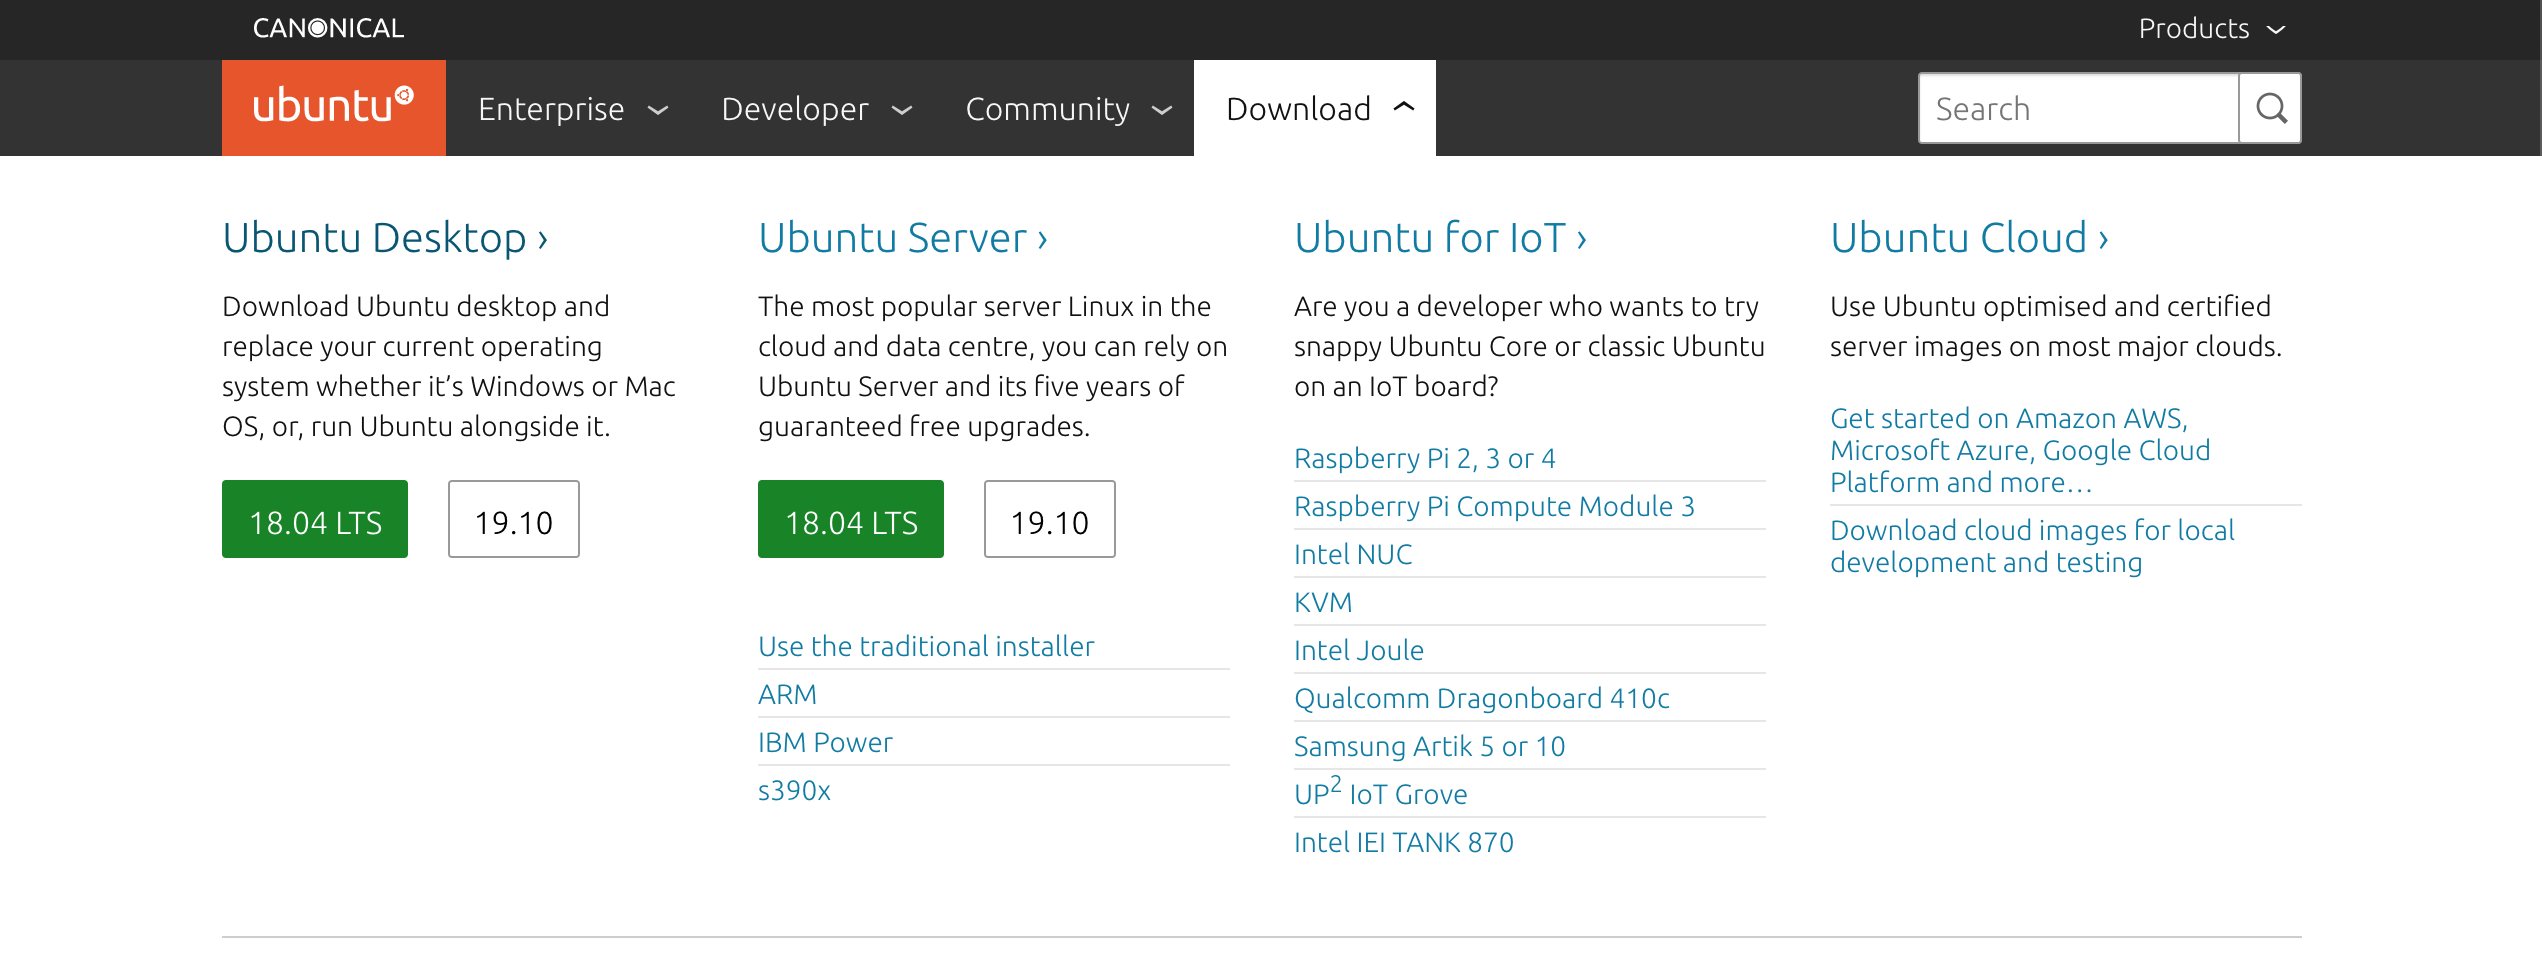 CANONICAL
Products
ubuntu
Enterprise
Developer
Community
Download
Search
Ubuntu Desktop ›
Download Ubuntu desktop and
replace your current operating
system whether it’s Windows or Mac
OS, or, run Ubuntu alongside it.
18.04 LTS
19.10
Ubuntu Server ›
The most popular server Linux in the
cloud and data centre, you can rely on
Ubuntu Server and its five years of
guaranteed free upgrades.
18.04 LTS
19.10
Use the traditional installer
ARM
IBM Power
s390x
Ubuntu for IoT ›
Are you a developer who wants to try
snappy Ubuntu Core or classic Ubuntu
on an IoT board?
Raspberry Pi 2, 3 or 4
Raspberry Pi Compute Module 3
Intel NUC
KVM
Intel Joule
Qualcomm Dragonboard 410c
Samsung Artik 5 or 10
UP² IoT Grove
Intel IEI TANK 870
Ubuntu Cloud ›
Use Ubuntu optimised and certified
server images on most major clouds.
Get started on Amazon AWS,
Microsoft Azure, Google Cloud
Platform and more…
Download cloud images for local
development and testing